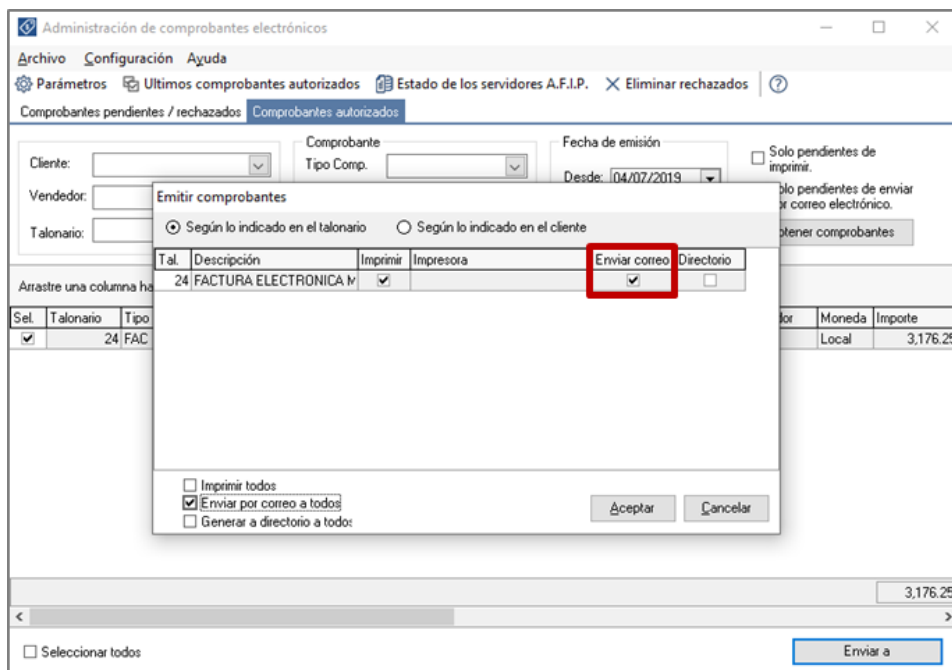 Administración de comprobantes electrónicos
Archivo Configuración Ayuda
Parámetros Ultimos comprobantes autorizados Estado de los servidores A.F.I.P. Eliminar rechazados
Comprobantes pendientes / rechazados Comprobantes autorizados
Comprobante Fecha de emisión
Cliente: Tipo Comp. Desde: 04/07/2019 Solo pendientes de
imprimir.
Vendedor: pendientes de enviar
correo electrónico.
Talonario: comprobantes
Emitir comprobantes
Según lo indicado en el talonario Según lo indicado en el cliente
Tal. Descripción Imprimir Impresora Enviar correo Directorio
24 FACTURA ELECTRONICA
Imprimir todos
Enviar por correo a todos
Generar a directorio a todos
Aceptar Cancelar
Arrastre una columna
Sel. Talonario Tipo Moneda Importe
24 FAC Local 3,176.25
3,176.25
Seleccionar todos Enviar a